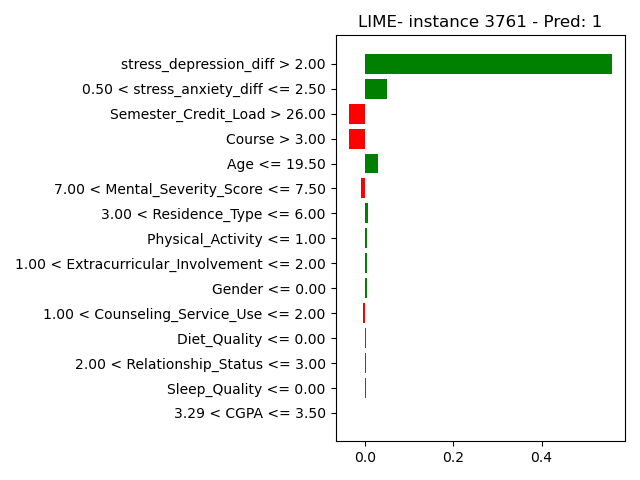 LIME- instance 3761 - Pred: 1
stress_depression_diff > 2.00
0.50 < stress_anxiety_diff <= 2.50
Semester_Credit_Load > 26.00
Course > 3.00
Age <= 19.50
7.00 < Mental_Severity_Score <= 7.50
3.00 < Residence_Type <= 6.00
Physical_Activity <= 1.00
1.00 < Extracurricular_Involvement <= 2.00
Gender <= 0.00
1.00 < Counseling_Service_Use <= 2.00
Diet_Quality <= 0.00
2.00 < Relationship_Status <= 3.00
Sleep_Quality <= 0.00
3.29 < CGPA <= 3.50
0.0 0.2 0.4